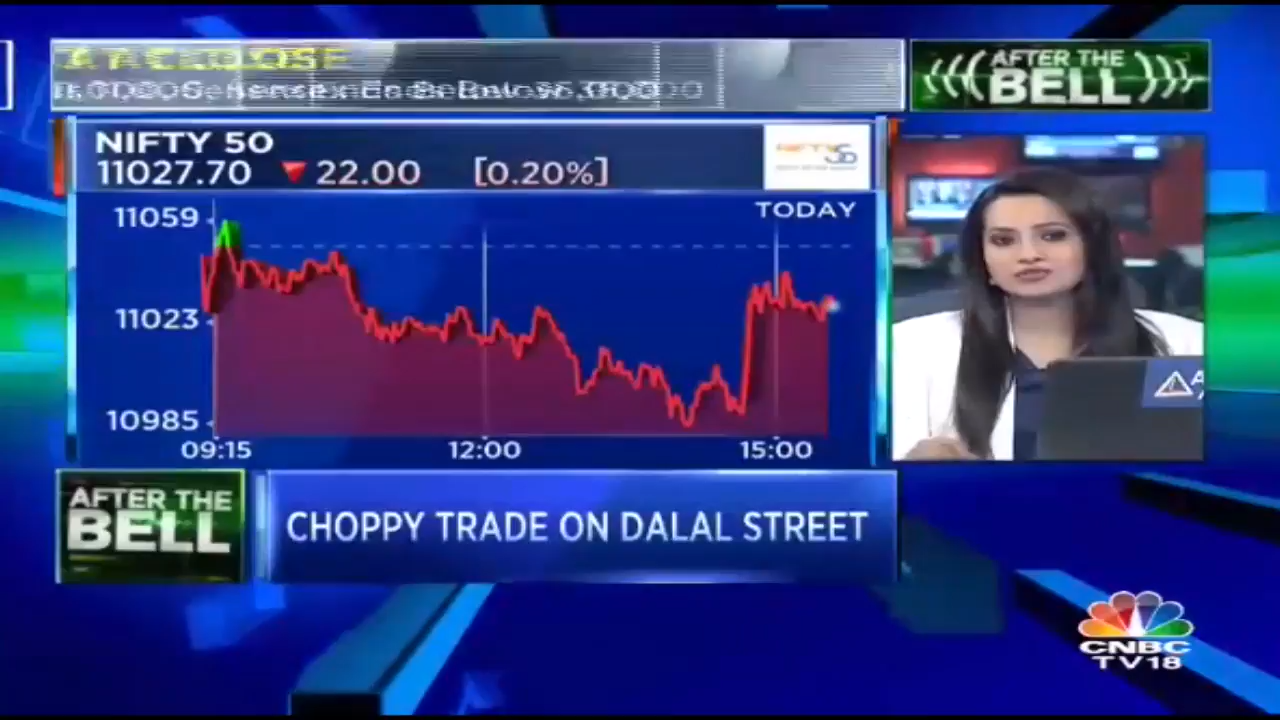 AFTER THE
BELL
NIFTY 50
11027.70 ▼ 22.00 [0.20%]
TODAY
11059
11023
10985
09:15 12:00 15:00
AFTER THE
BELL
CHOPPY TRADE ON DALAL STREET
CNBC
TV18